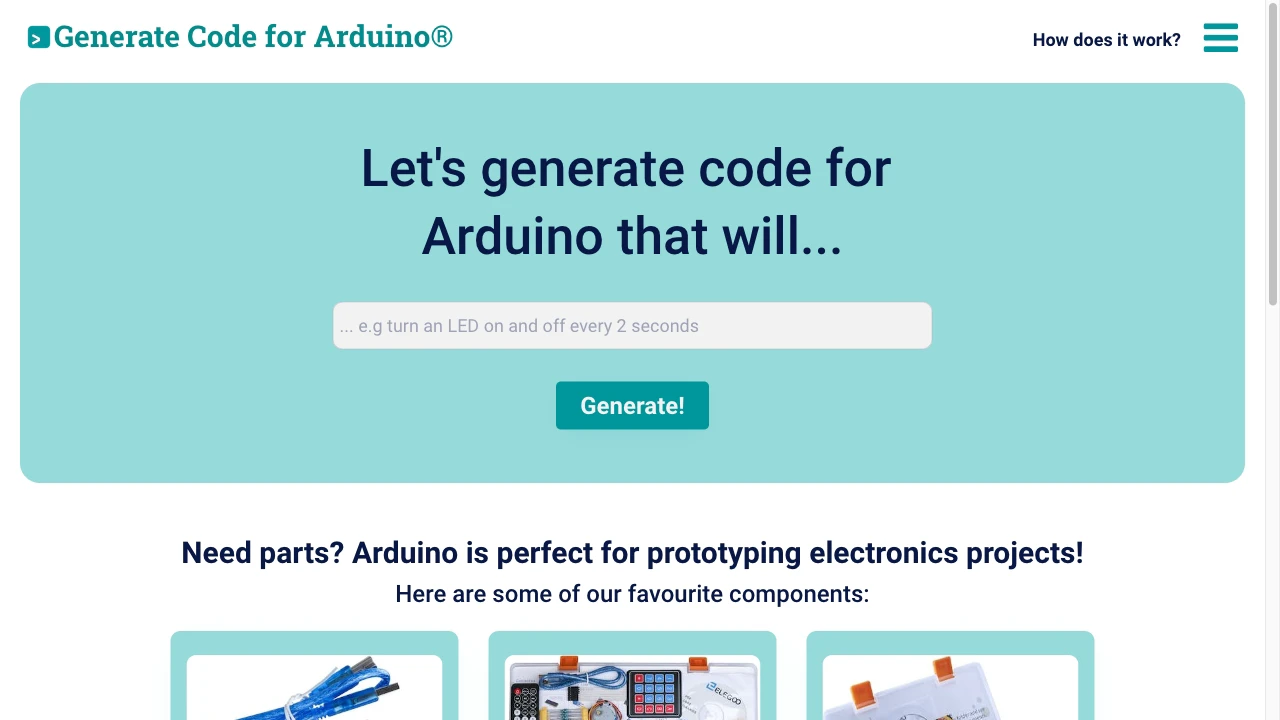 Generate Code for Arduino®
How does it work?
Let's generate code for
Arduino that will...
... e.g turn an LED on and off every 2 seconds
Generate!
Need parts? Arduino is perfect for prototyping electronics projects!
Here are some of our favourite components:
ELEGOO